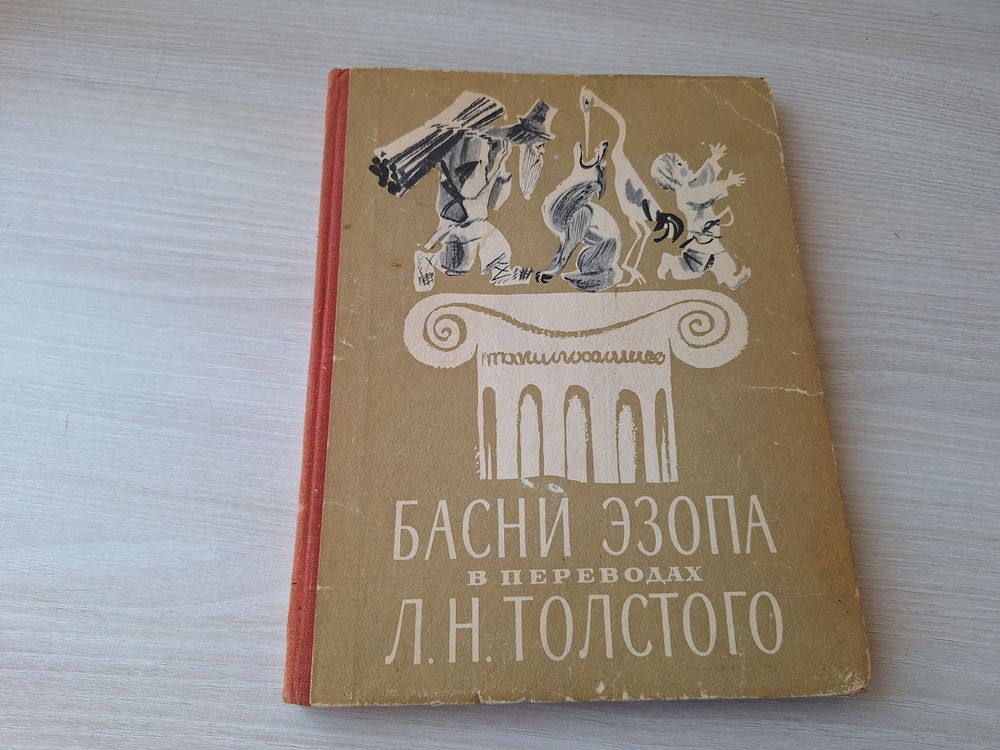 БАСНИ ЭЗОПА
В ПЕРЕВОДАХ
Л. Н. ТОЛСТОГО